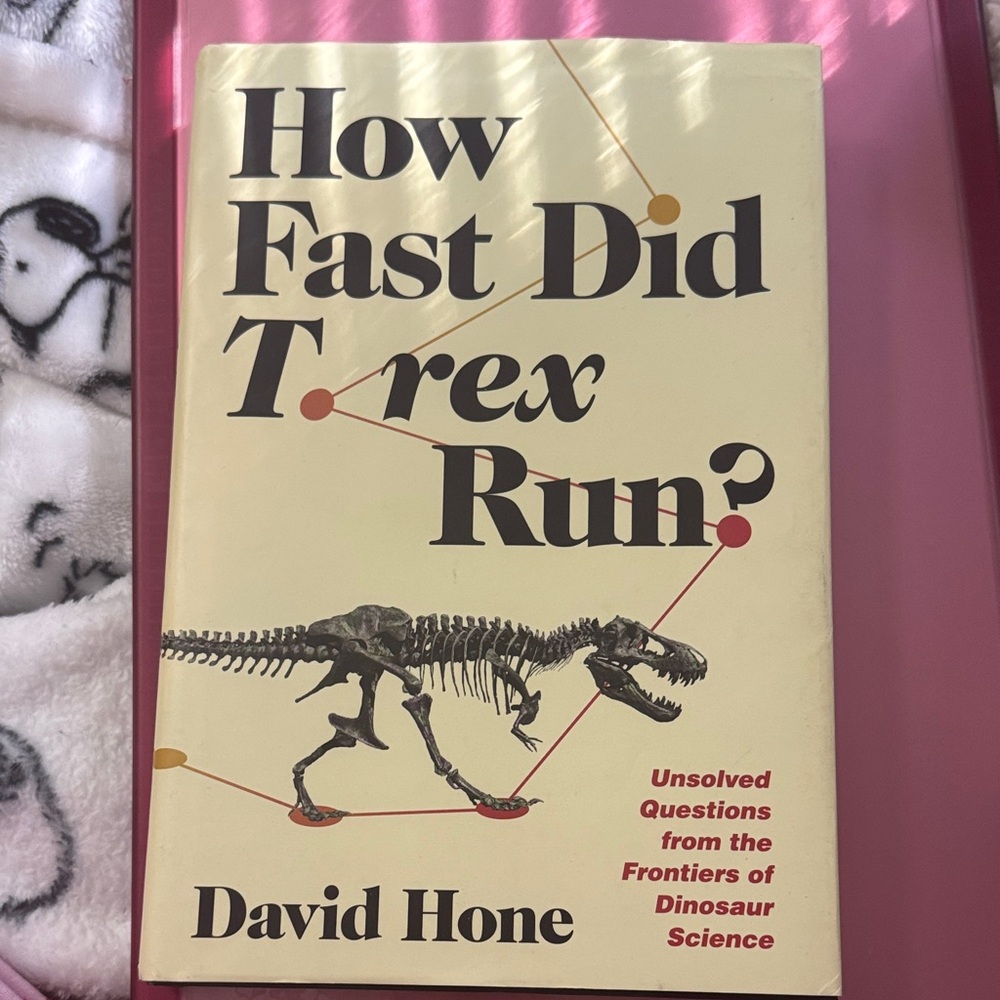 How
Fast Did
T. rex
Run?
Unsolved
Questions
from the
Frontiers of
Dinosaur
Science
David Hone